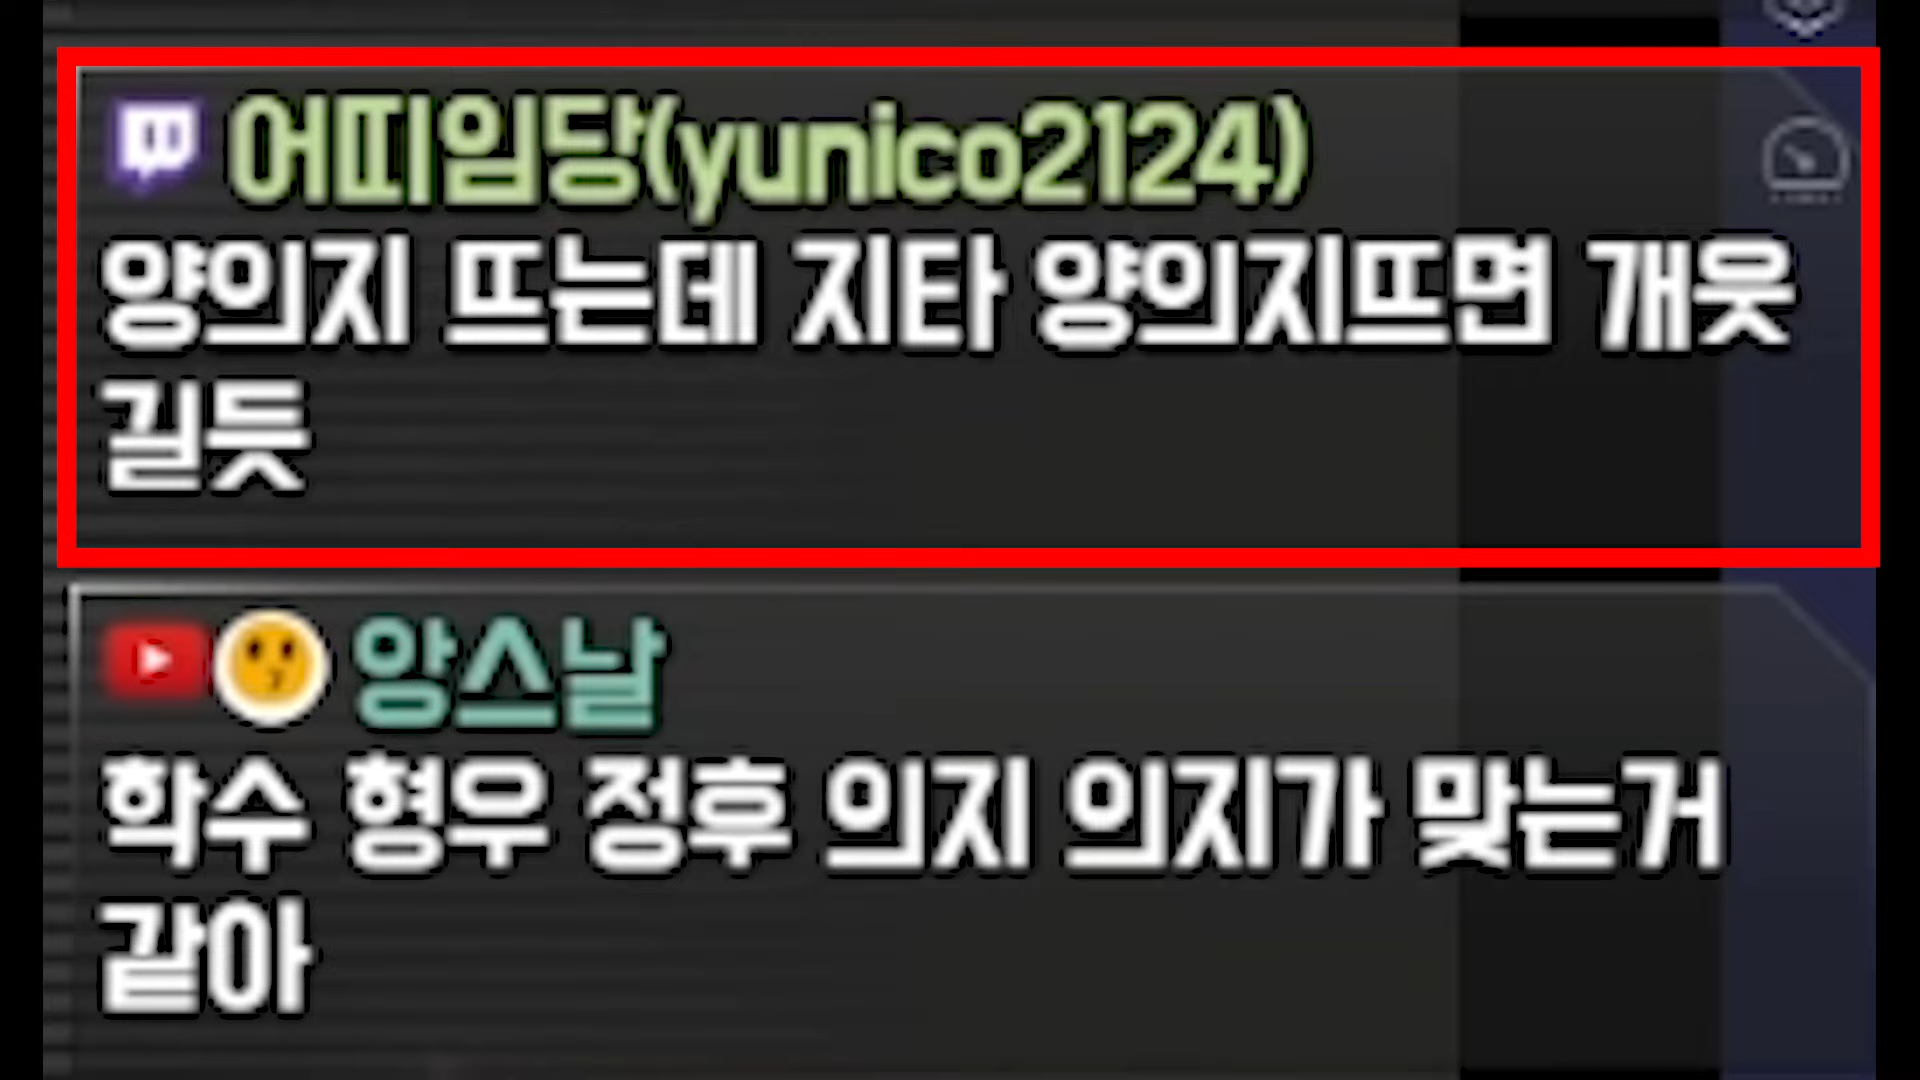 어띠임당(yunico2124)
양의지 뜨는데 지타 양의지뜨면 개웃
길듯
앙스날
학수 형우 정후 의지 의지가 맞는거
같아